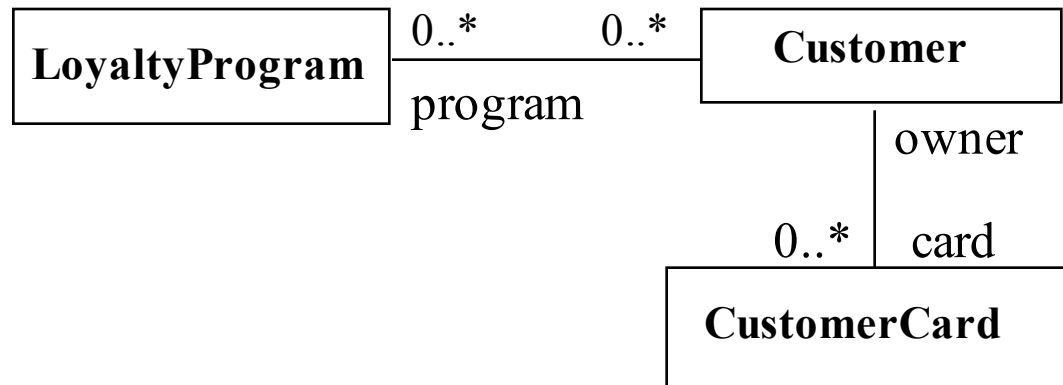 LoyaltyProgram
0..*
0..*
program
Customer
owner
0..*
card
CustomerCard